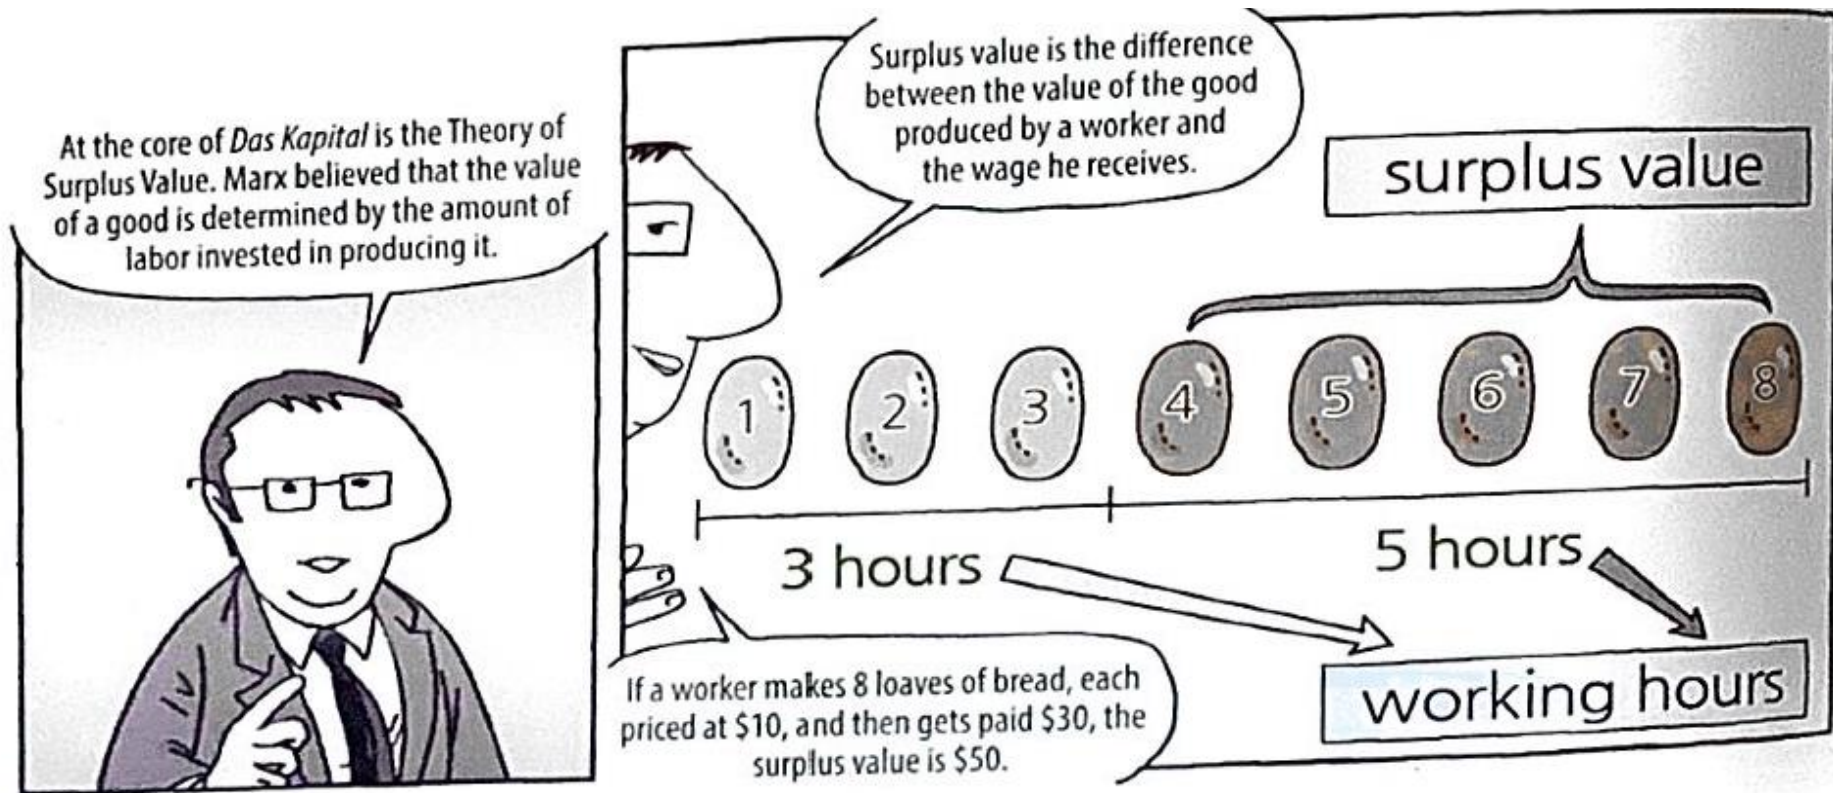 At the core of Das Kapital is the Theory of
Surplus Value. Marx believed that the value
of a good is determined by the amount of
labor invested in producing it.
Surplus value is the difference
between the value of the good
produced by a worker and
the wage he receives.
surplus value
1 2 3 4 5 6 7 8
3 hours
5 hours
working hours
If a worker makes 8 loaves of bread, each
priced at $10, and then gets paid $30, the
surplus value is $50.